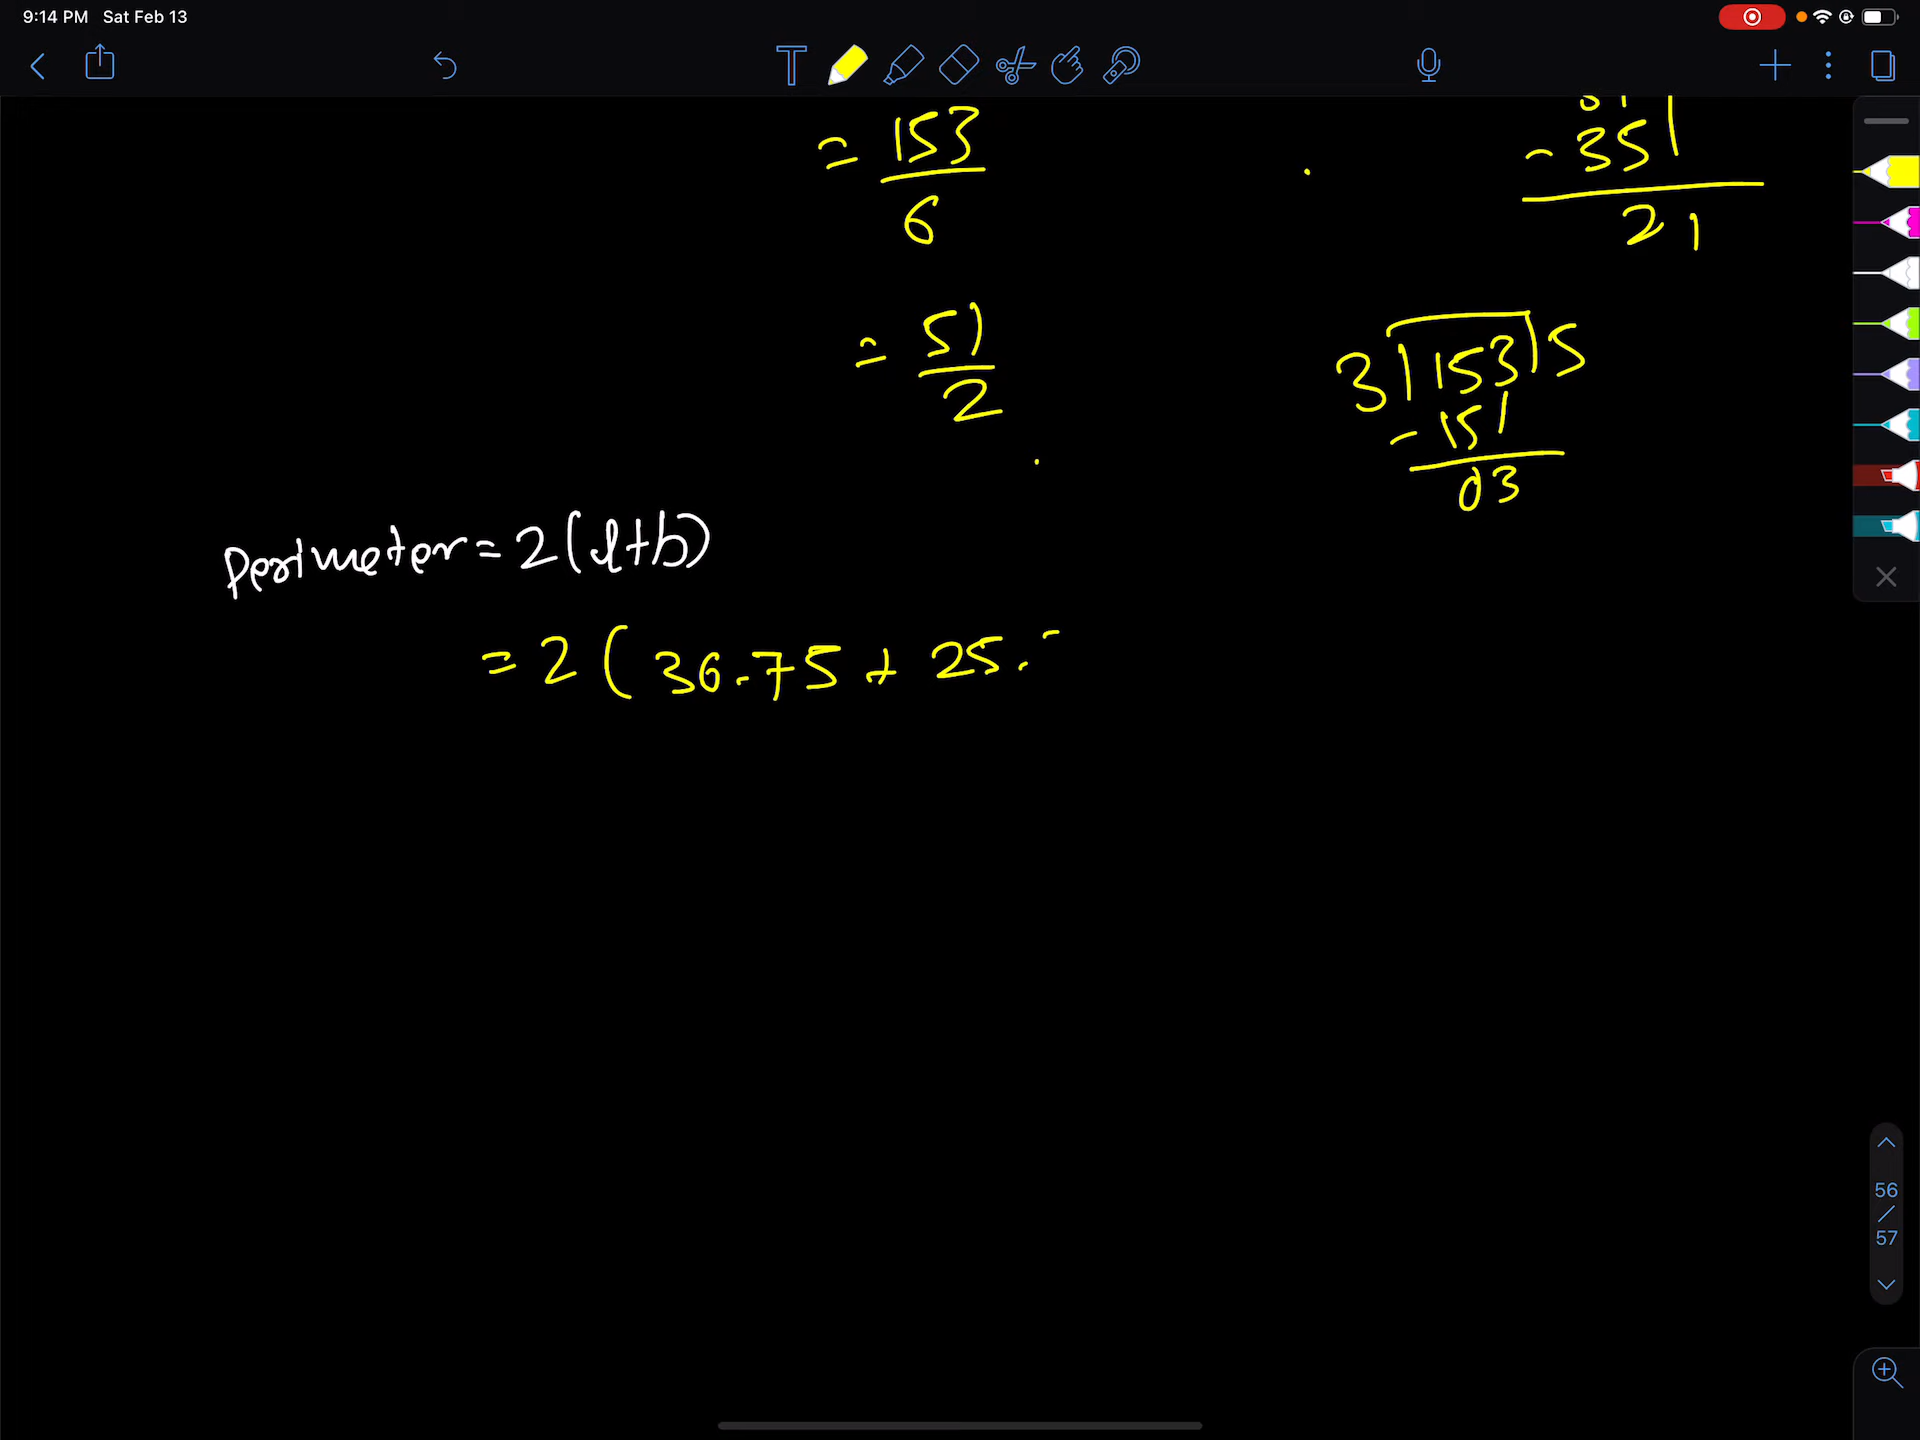 9:14 PM Sat Feb 13
= 153/6
- 35
21
= 51/2
3 153 5
- 15
03
Perimeter = 2(l+b)
= 2 ( 36.75 + 25.
56
/
57